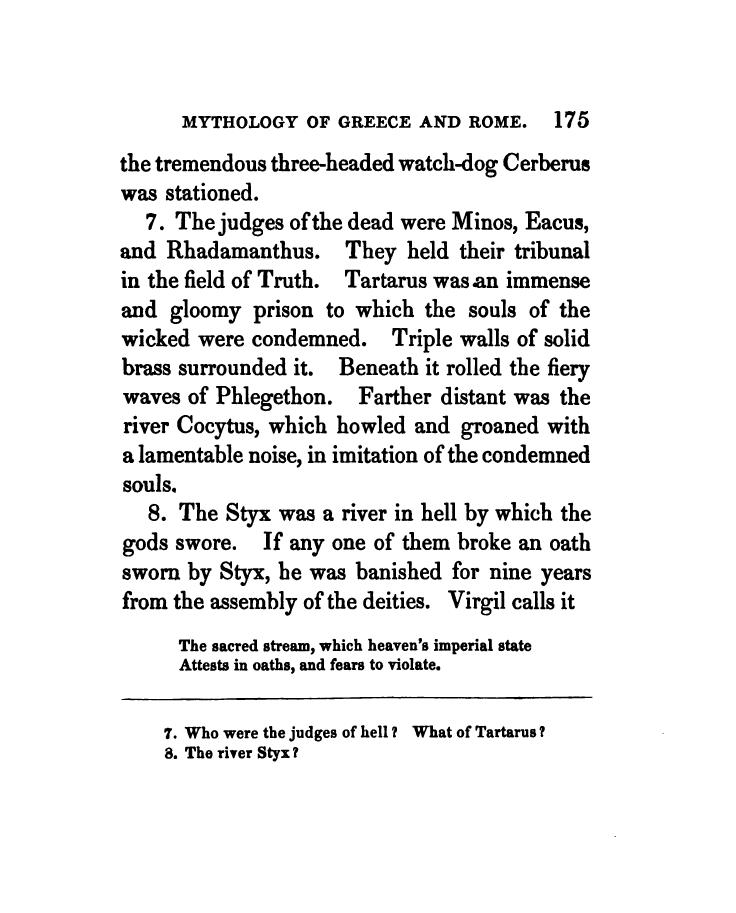 MYTHOLOGY OF GREECE AND ROME. 175
the tremendous three-headed watch-dog Cerberus
was stationed.
7. The judges of the dead were Minos, Eacus,
and Rhadamanthus. They held their tribunal
in the field of Truth. Tartarus was an immense
and gloomy prison to which the souls of the
wicked were condemned. Triple walls of solid
brass surrounded it. Beneath it rolled the fiery
waves of Phlegethon. Farther distant was the
river Cocytus, which howled and groaned with
a lamentable noise, in imitation of the condemned
souls.
8. The Styx was a river in hell by which the
gods swore. If any one of them broke an oath
sworn by Styx, he was banished for nine years
from the assembly of the deities. Virgil calls it
The sacred stream, which heaven's imperial state
Attests in oaths, and fears to violate.
7. Who were the judges of hell? What of Tartarus?
8. The river Styx?